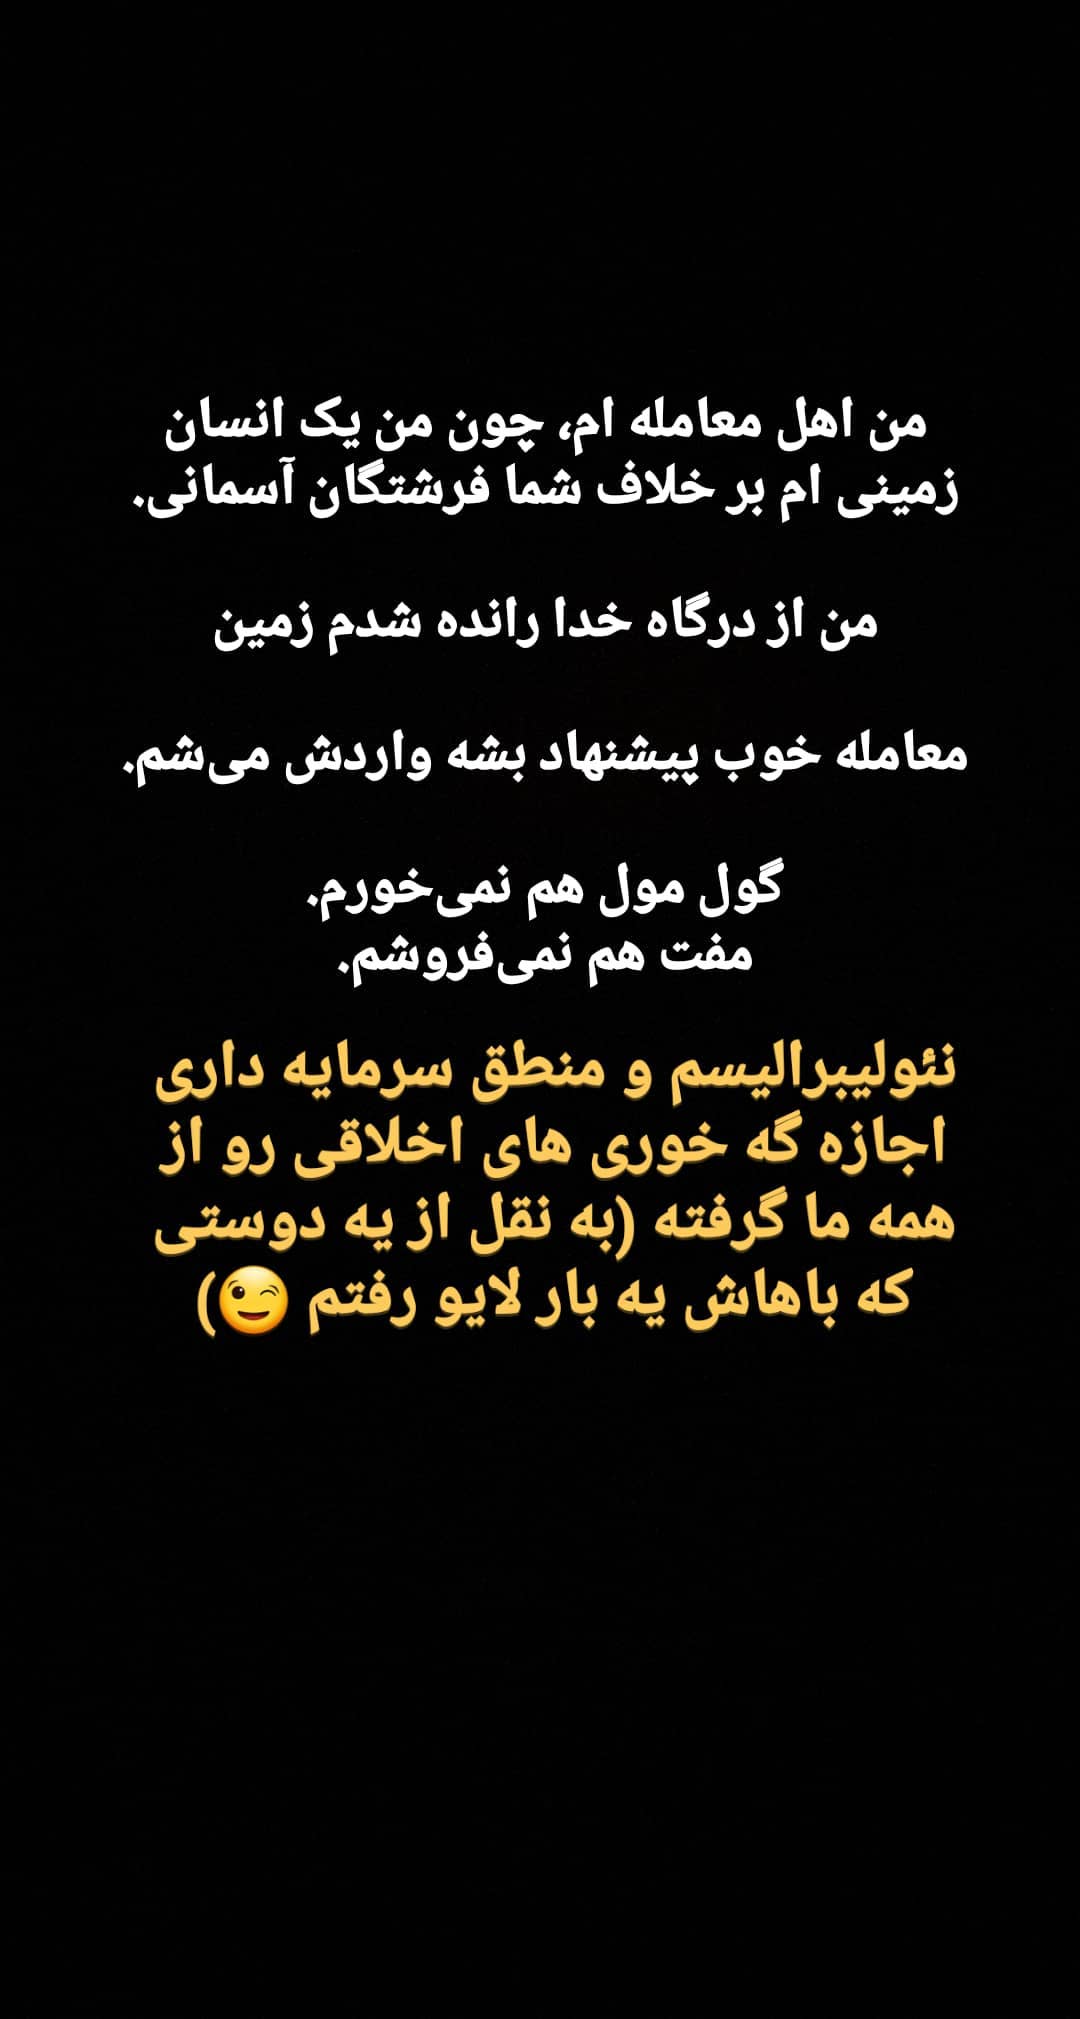 من اهل معامله ام، چون من یک انسان
زمینی ام بر خلاف شما فرشتگان آسمانی.
من از درگاه خدا رانده شدم زمین
معامله خوب پیشنهاد بشه واردش می‌شم.
گول مول هم نمی‌خورم.
مفت هم نمی‌فروشم.
نئولیبرالیسم و منطق سرمایه داری
اجازه گه خوری های اخلاقی رو از
همه ما گرفته (به نقل از یه دوستی
که باهاش یه بار لایو رفتم 😉)